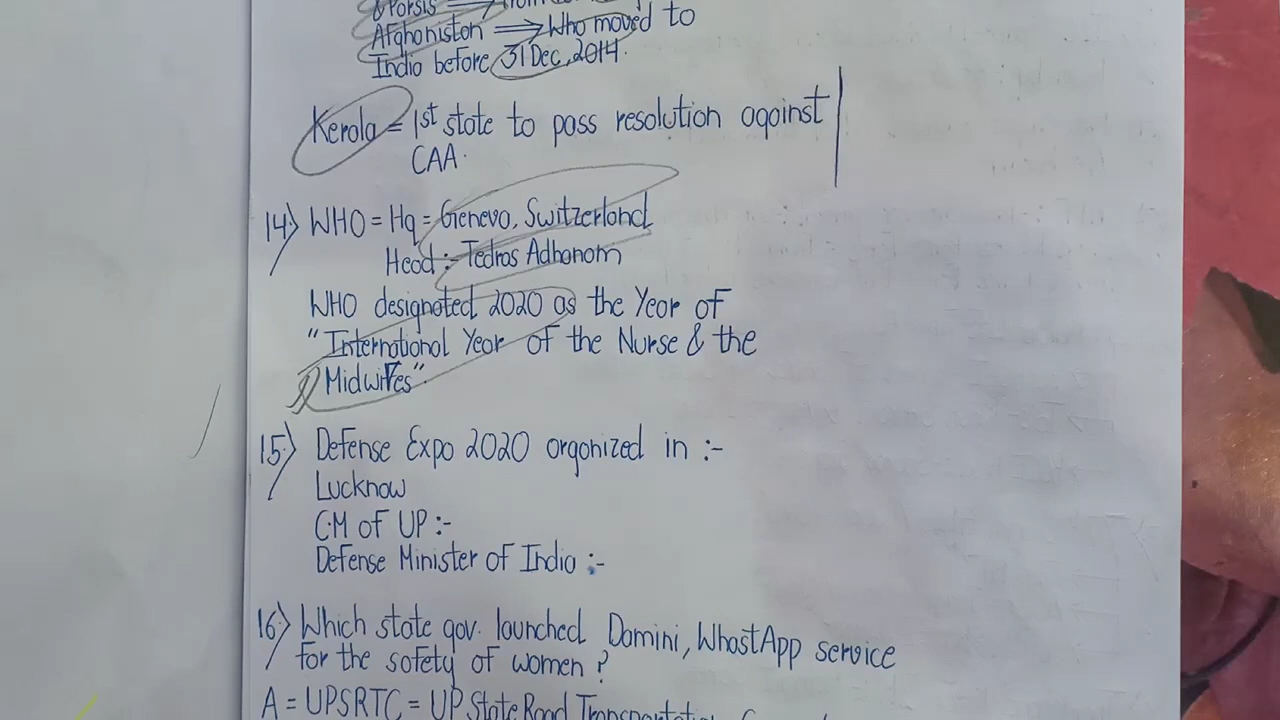 & Parsis ⟹ from
Afghanistan ⟹ Who moved to
India before 31 Dec, 2014.
Kerala = 1st state to pass resolution against
CAA.
14) WHO = Hq = Geneva, Switzerland
Head :- Tedros Adhanom
WHO designated 2020 as the Year of
"International Year of the Nurse & the
Midwifes".
15) Defense Expo 2020 organized in :-
Lucknow
C.M of UP :-
Defense Minister of India :-
16) Which state gov. launched Damini, WhastApp service
for the safety of women ?
A = UPSRTC = UP State Road